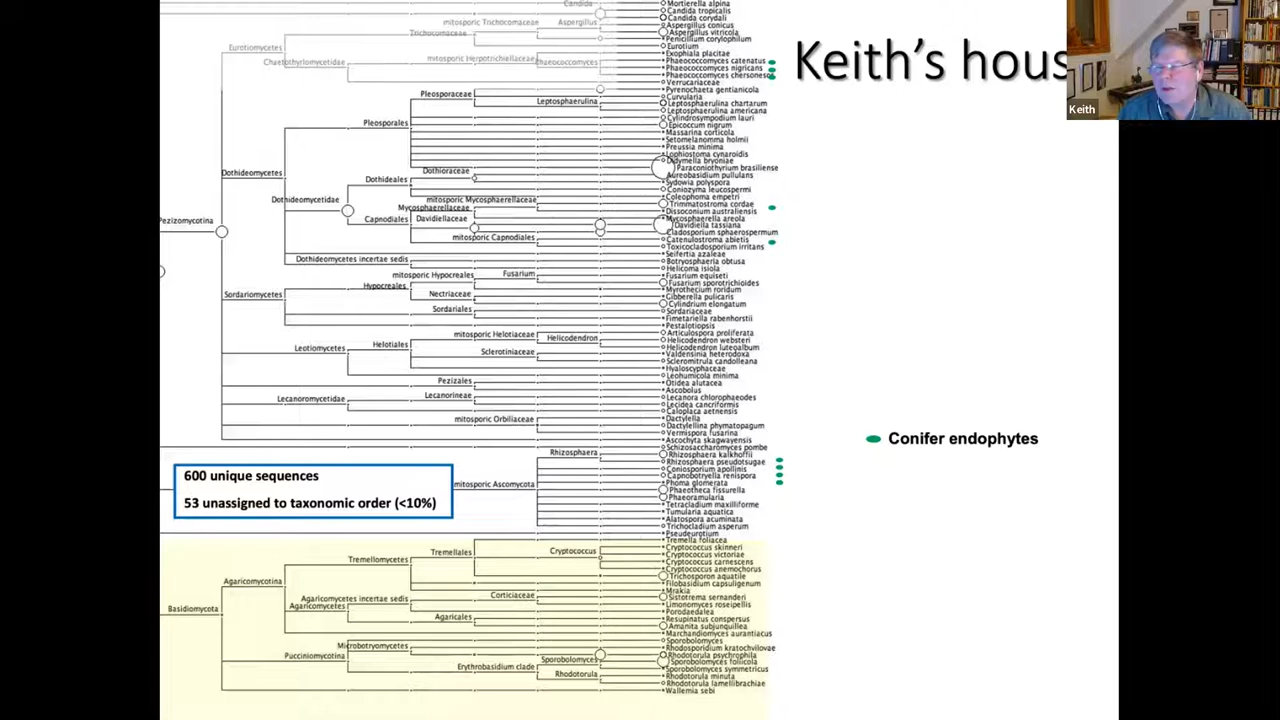 Keith's hous
Keith
Candida
mitosporic Trichocomaceae
Aspergillus
Trichocomaceae
Eurotiomycetes
mitosporic Herpotrichiellaceae
Phaeococcomyces
Chaetothyriomycetidae
Pleosporaceae
Leptosphaerulina
Pleosporales
Dothideomycetes
Dothioraceae
Dothideales
Dothideomycetidae
mitosporic Mycosphaerellaceae
Mycosphaerellaceae
Capnodiales
Davidiellaceae
mitosporic Capnodiales
Pezizomycotina
Dothideomycetes incertae sedis
mitosporic Hypocreales
Fusarium
Hypocreales
Sordariomycetes
Nectriaceae
Sordariales
mitosporic Helotiaceae
Helicodendron
Leotiomycetes
Helotiales
Sclerotiniaceae
Pezizales
Lecanoromycetidae
Lecanorineae
mitosporic Orbiliaceae
Rhizosphaera
mitosporic Ascomycota
600 unique sequences
53 unassigned to taxonomic order (<10%)
Tremellales
Cryptococcus
Tremellomycetes
Agaricomycotina
Agaricomycetes incertae sedis
Corticiaceae
Agaricomycetes
Basidiomycota
Agaricales
Microbotryomycetes
Pucciniomycotina
Sporobolomyces
Erythrobasidium clade
Rhodotorula
Mortierella alpina
Candida tropicalis
Candida corydali
Aspergillus conicus
Aspergillus vitricola
Penicillium corylophilum
Eurotium
Exophiala placitae
Phaeococcomyces catenatus
Phaeococcomyces nigricans
Phaeococcomyces chersonesos
Verrucariaceae
Pyrenochaeta gentianicola
Curvularia
Leptosphaerulina chartarum
Leptosphaerulina americana
Cylindrosympodium lauri
Epicoccum nigrum
Massarina corticola
Setomelanomma holmii
Preussia minima
Lophiostoma cynaroidis
Didymella bryoniae
Paraconiothyrium brasiliense
Aureobasidium pullulans
Sydowia polyspora
Coniozyma leucospermi
Coleophoma empetri
Trimmatostroma cordae
Dissoconium australiensis
Mycosphaerella areola
Davidiella tassiana
Cladosporium sphaerospermum
Catenulostroma abietis
Toxicocladosporium irritans
Seifertia azaleae
Botryosphaeria obtusa
Helicoma isiola
Fusarium equiseti
Fusarium sporotrichioides
Myrothecium roridum
Gibberella pulicaris
Cylindrium elongatum
Sordariaceae
Fimetariella rabenhorstii
Pestalotiopsis
Articulospora proliferata
Helicodendron websteri
Helicodendron luteoalbum
Valdensinia heterodoxa
Scleromitrula candolleana
Hyaloscyphaceae
Leohumicola minima
Otidea alutacea
Ascobolus
Lecanora chlorophaeodes
Lecidea cancriformis
Caloplaca aetnensis
Dactylella
Dactylellina phymatopagum
Vermispora fusarina
Ascochyta skagwayensis
Schizosaccharomyces pombe
Rhizosphaera kalkhoffii
Rhizosphaera pseudotsugae
Coniosporium apollinis
Capnobotryella renispora
Phoma glomerata
Phaeotheca fissurella
Phaeoramularia
Tetracladium maxilliforme
Tumularia aquatica
Alatospora acuminata
Trichocladium asperum
Pseudeurotium
Tremella foliacea
Cryptococcus skinneri
Cryptococcus victoriae
Cryptococcus carnescens
Cryptococcus anemochorus
Trichosporon aquatile
Filobasidium capsuligenum
Mrakia
Sistotrema sernanderi
Limonomyces roseipellis
Porodaedalea
Resupinatus conspersus
Amanita subjunquillea
Marchandiomyces aurantiacus
Sporobolomyces
Rhodosporidium kratochvilovae
Rhodotorula psychrophila
Sporobolomyces foliicola
Sporobolomyces symmetricus
Rhodotorula minuta
Rhodotorula lamellibrachiae
Wallemia sebi
Conifer endophytes